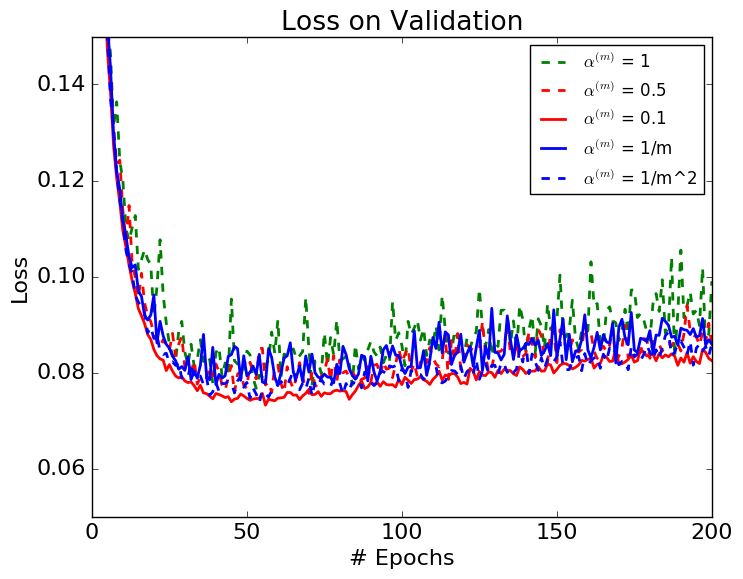 Loss on Validation
0.14
0.12
0.10
0.08
0.06
Loss
α^(m) = 1
α^(m) = 0.5
α^(m) = 0.1
α^(m) = 1/m
α^(m) = 1/m^2
0 50 100 150 200
# Epochs